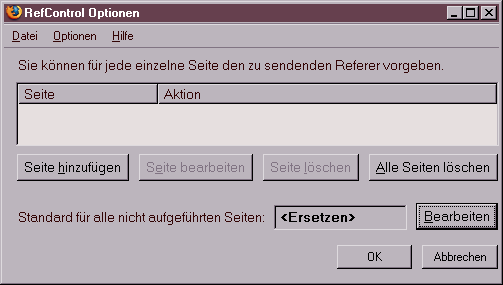 RefControl Optionen
Datei Optionen Hilfe
Sie können für jede einzelne Seite den zu sendenden Referer vorgeben.
Seite Aktion
Seite hinzufügen Seite bearbeiten Seite löschen Alle Seiten löschen
Standard für alle nicht aufgeführten Seiten: <Ersetzen> Bearbeiten
OK Abbrechen